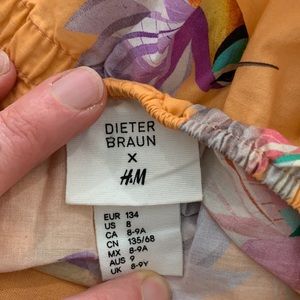 DIETER
BRAUN
X
H&M
EUR 134
US 8
CA 8-9A
CN 135/68
MX 8-9A
AUS 9
UK 8-9Y